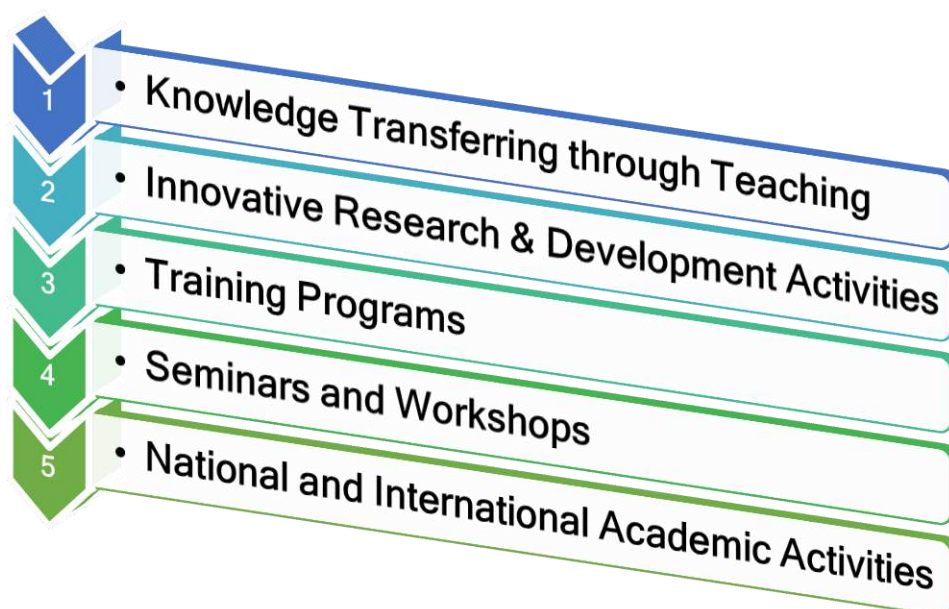 1
• Knowledge Transferring through Teaching
2
• Innovative Research & Development Activities
3
• Training Programs
4
• Seminars and Workshops
5
• National and International Academic Activities